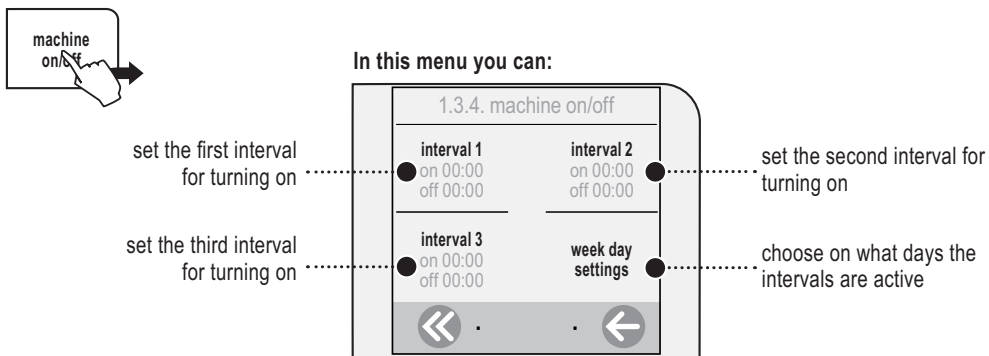 machine
on/off
In this menu you can:
1.3.4. machine on/off
set the first interval
for turning on
interval 1
on 00:00
off 00:00
interval 2
on 00:00
off 00:00
set the second interval for
turning on
set the third interval
for turning on
interval 3
on 00:00
off 00:00
week day
settings
choose on what days the
intervals are active